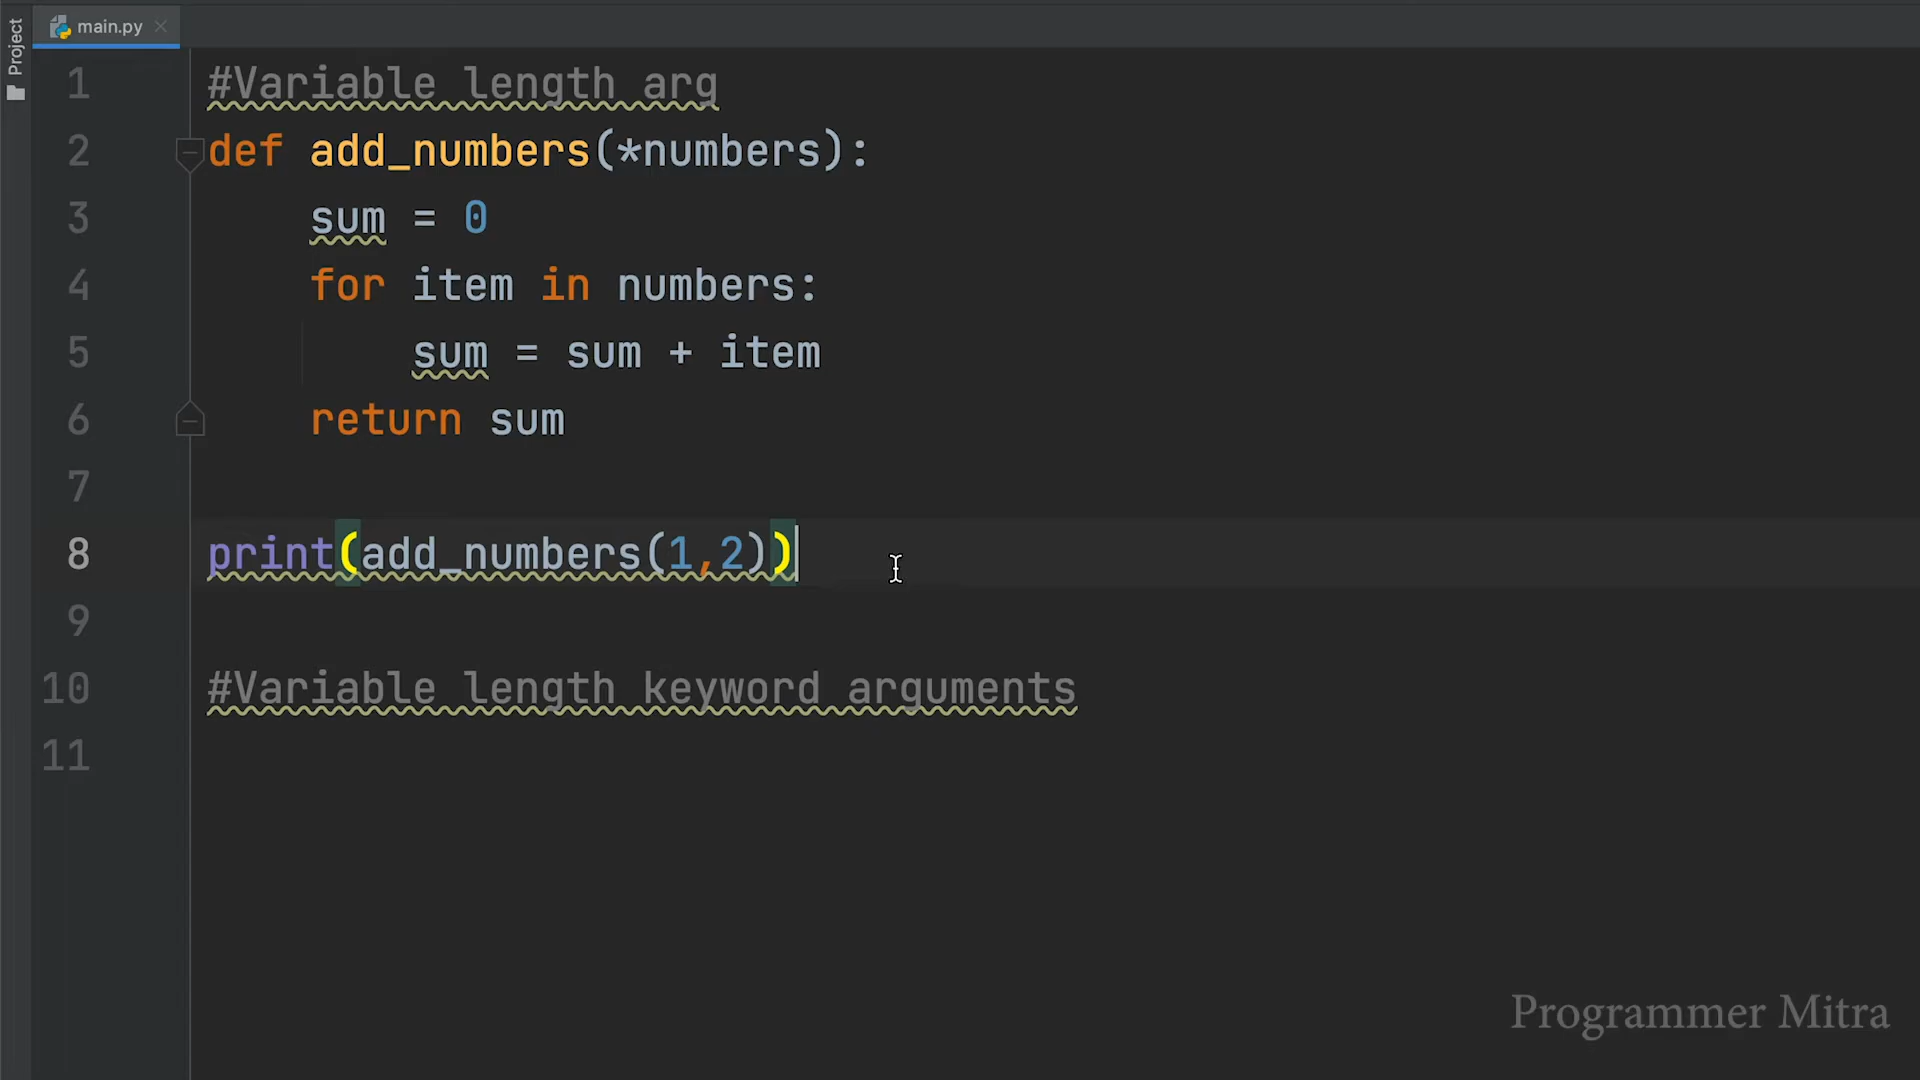 Project
main.py
1 #Variable length arg
2 def add_numbers(*numbers):
3 sum = 0
4 for item in numbers:
5 sum = sum + item
6 return sum
7
8 print(add_numbers(1,2))
9
10 #Variable length keyword arguments
11
Programmer Mitra